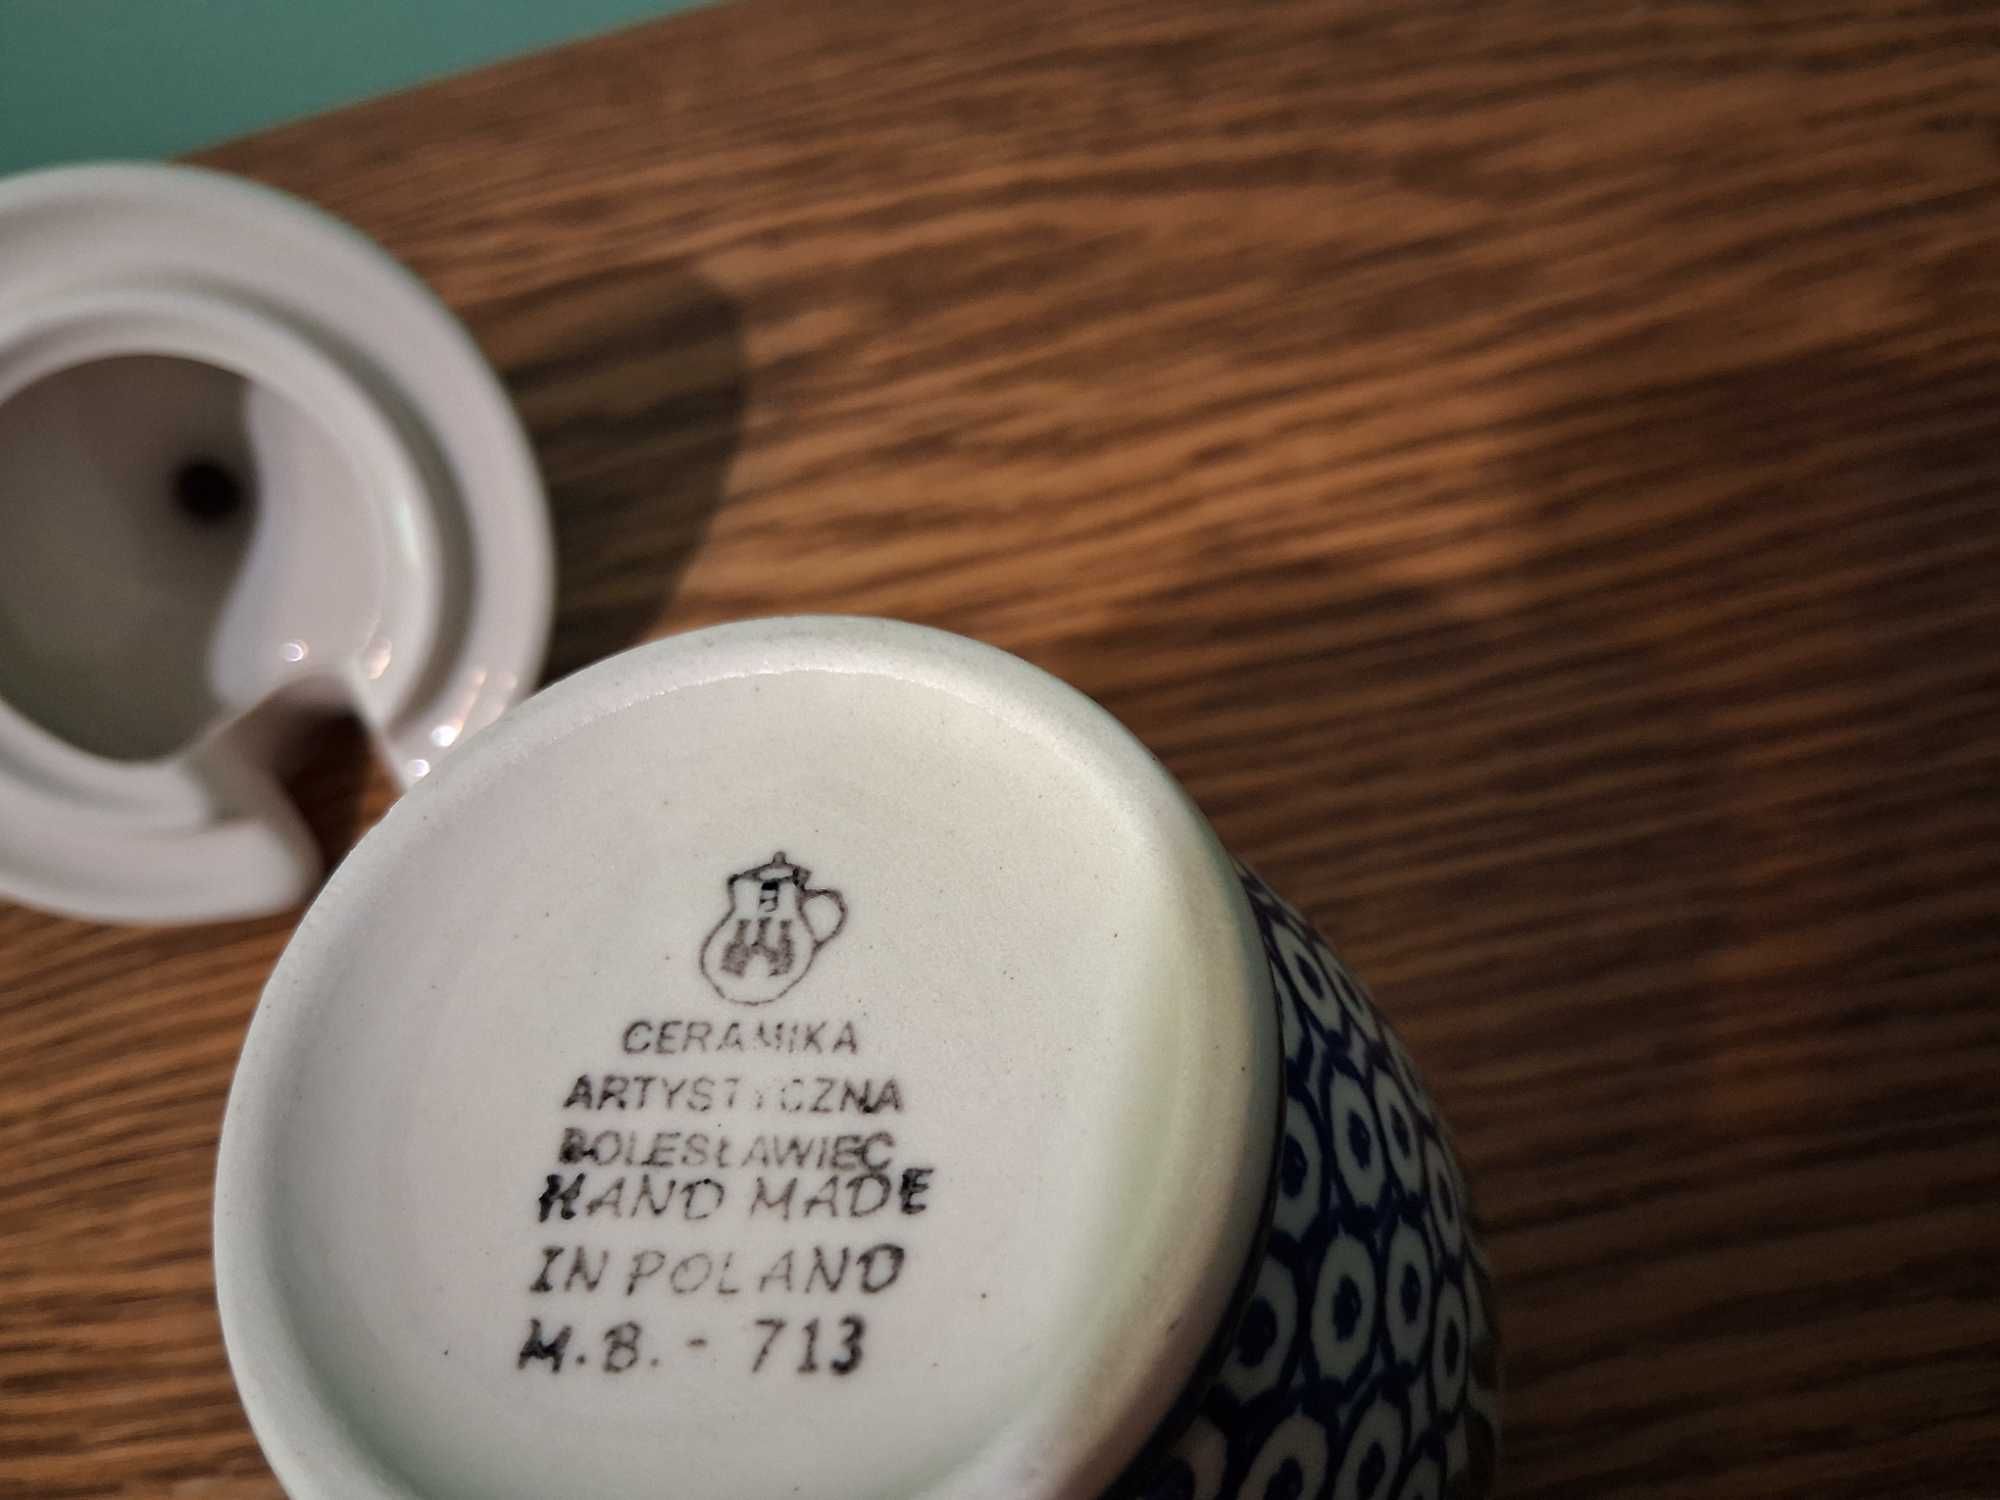 CERAMIKA
ARTYSTYCZNA
BOLESŁAWIEC
HAND MADE
IN POLAND
M.B. - 713